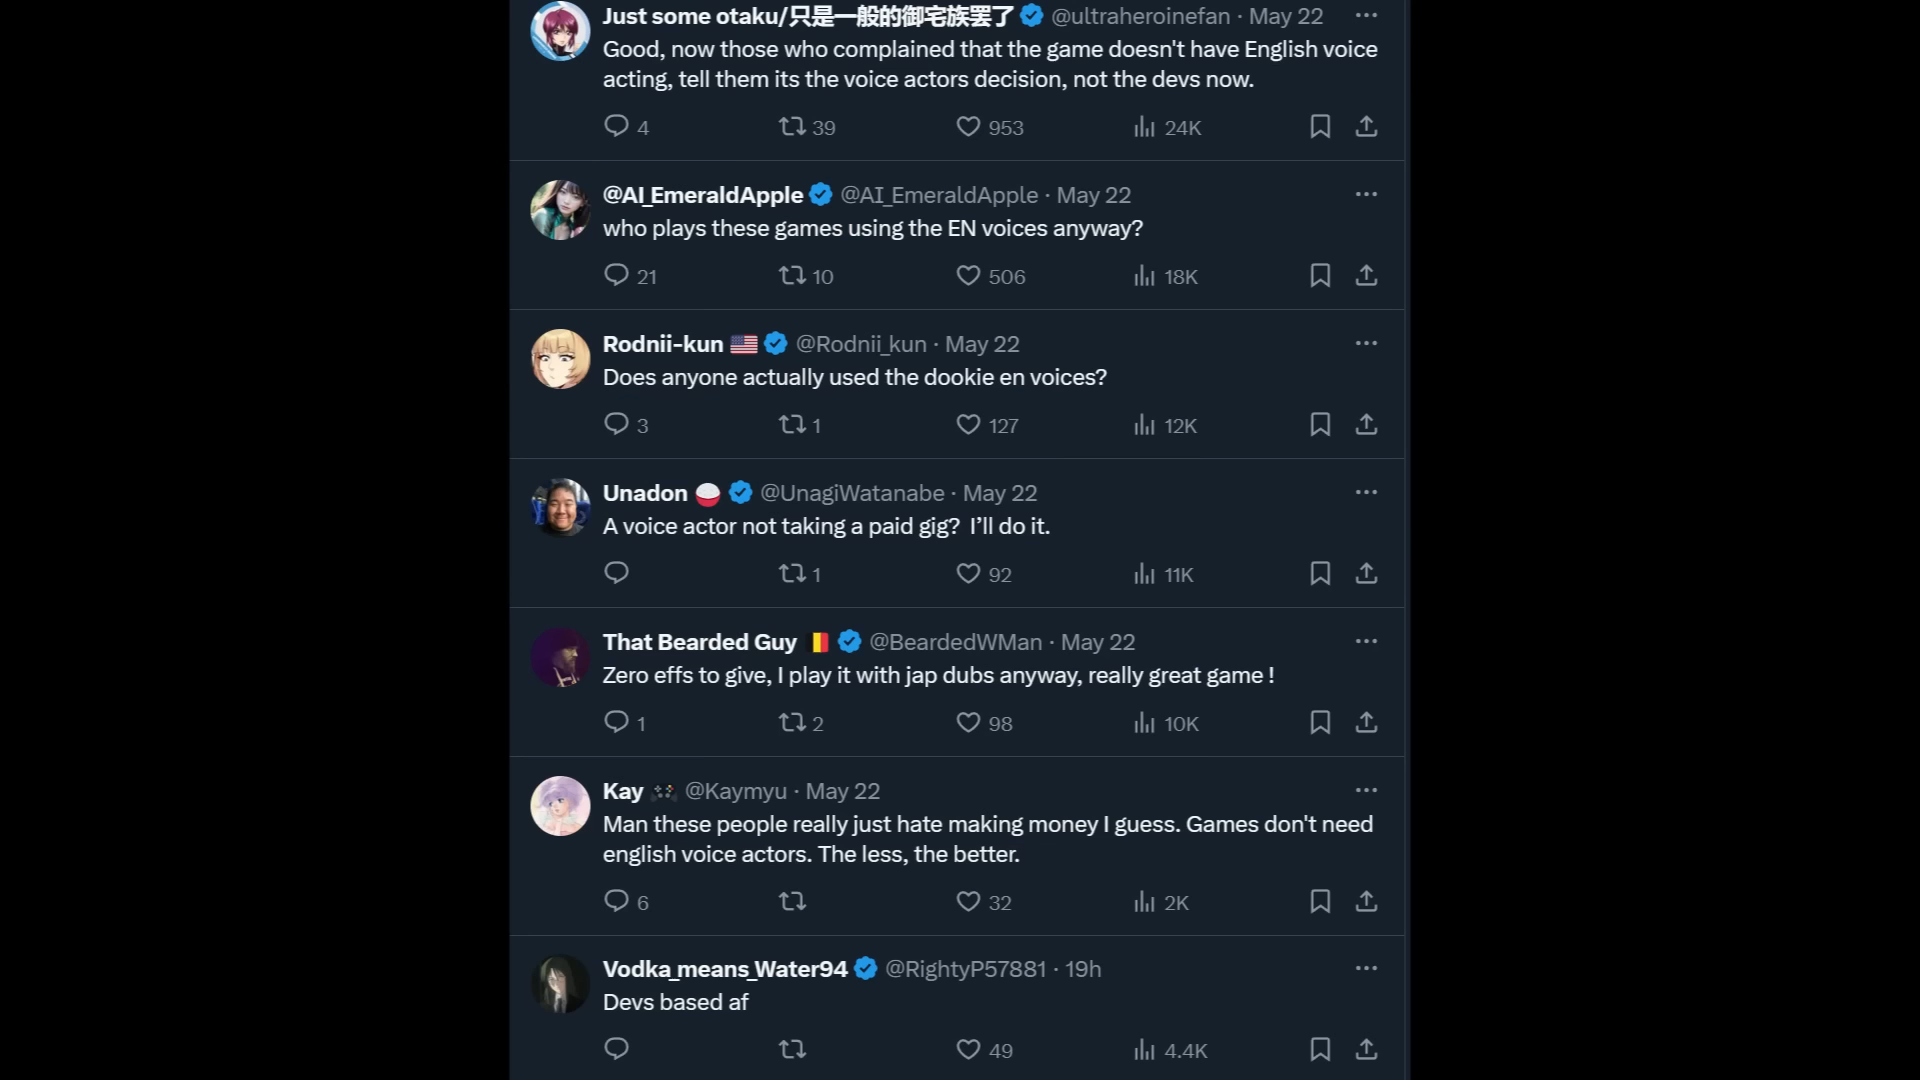 Just some otaku/只是一般的御宅族罷了 @ultraheroinefan · May 22
Good, now those who complained that the game doesn't have English voice
acting, tell them its the voice actors decision, not the devs now.
4 39 953 24K
@AI_EmeraldApple @AI_EmeraldApple · May 22
who plays these games using the EN voices anyway?
21 10 506 18K
Rodnii-kun @Rodnii_kun · May 22
Does anyone actually used the dookie en voices?
3 1 127 12K
Unadon @UnagiWatanabe · May 22
A voice actor not taking a paid gig?  I’ll do it.
1 92 11K
That Bearded Guy @BeardedWMan · May 22
Zero effs to give, I play it with jap dubs anyway, really great game !
1 2 98 10K
Kay @Kaymyu · May 22
Man these people really just hate making money I guess. Games don't need
english voice actors. The less, the better.
6 32 2K
Vodka_means_Water94 @RightyP57881 · 19h
Devs based af
49 4.4K